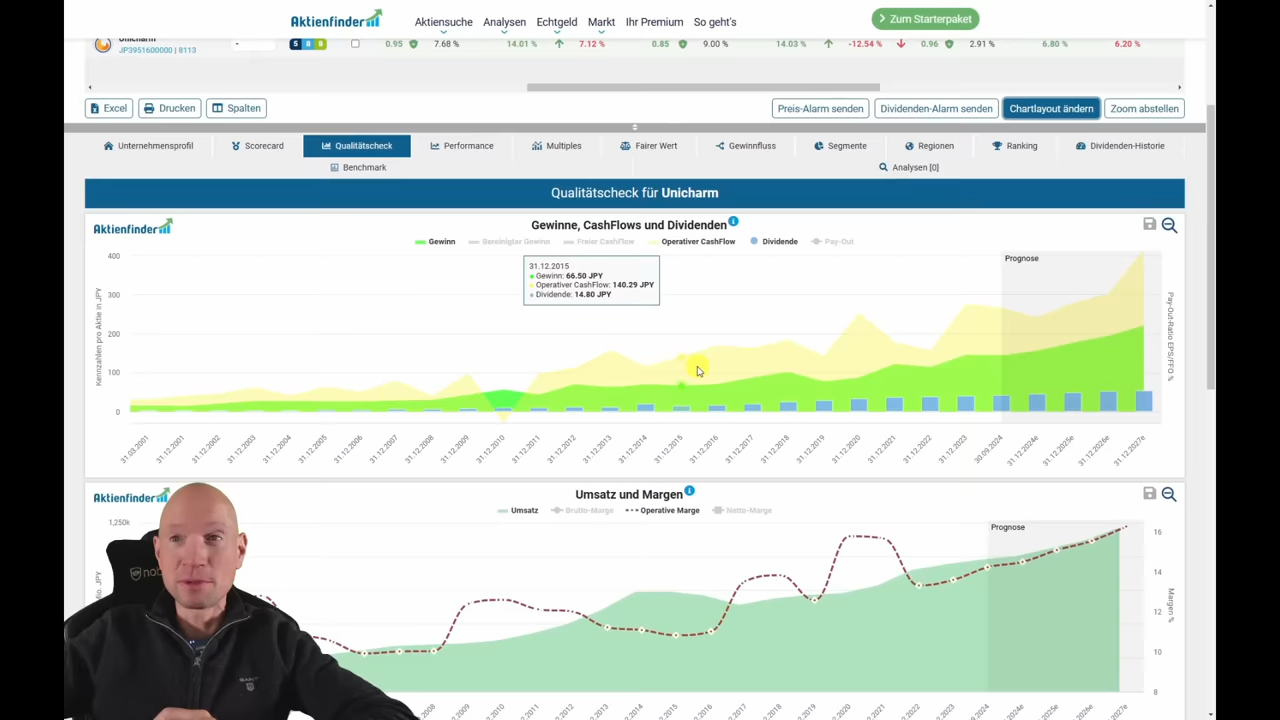 Aktienfinder
Aktiensuche Analysen Echtgeld Markt Ihr Premium So geht's
Zum Starterpaket
Unicharm
JP3951600000 | 8113
- 5 8 8 0.95 7.68 % 14.01 % 7.12 % 0.85 9.00 % 14.03 % -12.54 % 0.96 2.91 % 6.80 % 6.20 %
Excel Drucken Spalten Preis-Alarm senden Dividenden-Alarm senden Chartlayout ändern Zoom abstellen
Unternehmensprofil Scorecard Qualitätscheck Performance Multiples Fairer Wert Gewinnfluss Segmente Regionen Ranking Dividenden-Historie
Benchmark Analysen [0]
Qualitätscheck für Unicharm
Aktienfinder
Gewinne, CashFlows und Dividenden
Gewinn Bereinigter Gewinn Freier CashFlow Operativer CashFlow Dividende Pay-Out
Kennzahlen pro Aktie in JPY
400
300
200
100
0
Prognose
31.12.2015
Gewinn: 66.50 JPY
Operativer CashFlow: 140.29 JPY
Dividende: 14.80 JPY
Pay-Out-Ratio EPS/FFO %
31.03.2001 31.12.2001 31.12.2002 31.12.2003 31.12.2004 31.12.2005 31.12.2006 31.12.2007 31.12.2008 31.12.2009 31.12.2010 31.12.2011 31.12.2012 31.12.2013 31.12.2014 31.12.2015 31.12.2016 31.12.2017 31.12.2018 31.12.2019 31.12.2020 31.12.2021 31.12.2022 31.12.2023 30.09.2024 31.12.2024e 31.12.2025e 31.12.2026e 31.12.2027e
Aktienfinder
Umsatz und Margen
Umsatz Brutto-Marge Operative Marge Netto-Marge
1,250k
Prognose
16
14
12
10
8
Margen %
GANT